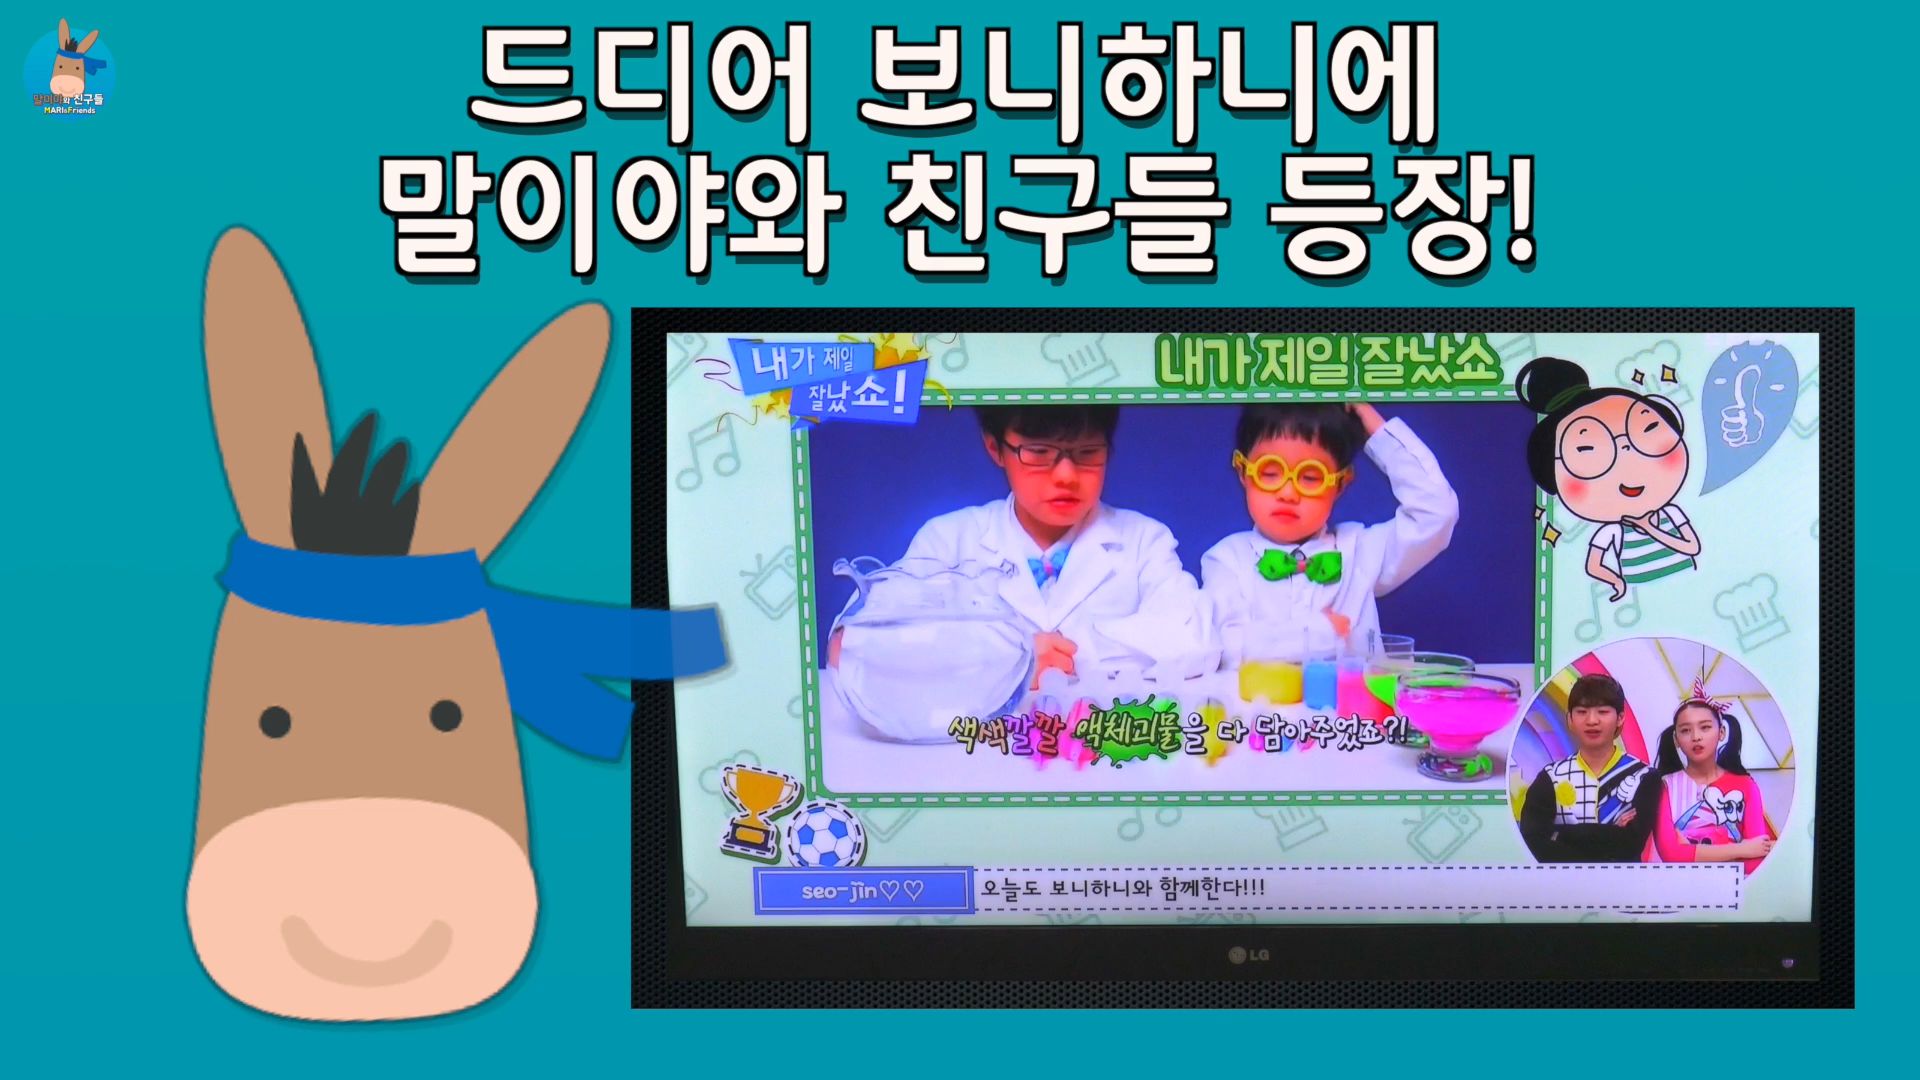 드디어 보니하니에
말이야와 친구들 등장!
말이야와 친구들
MARI&Friends
내가 제일
잘났쇼!
내가 제일 잘났쇼
색색깔깔 액체괴물을 다 담아주었죠?!
seo-jin♡♡
오늘도 보니하니와 함께한다!!!
LG